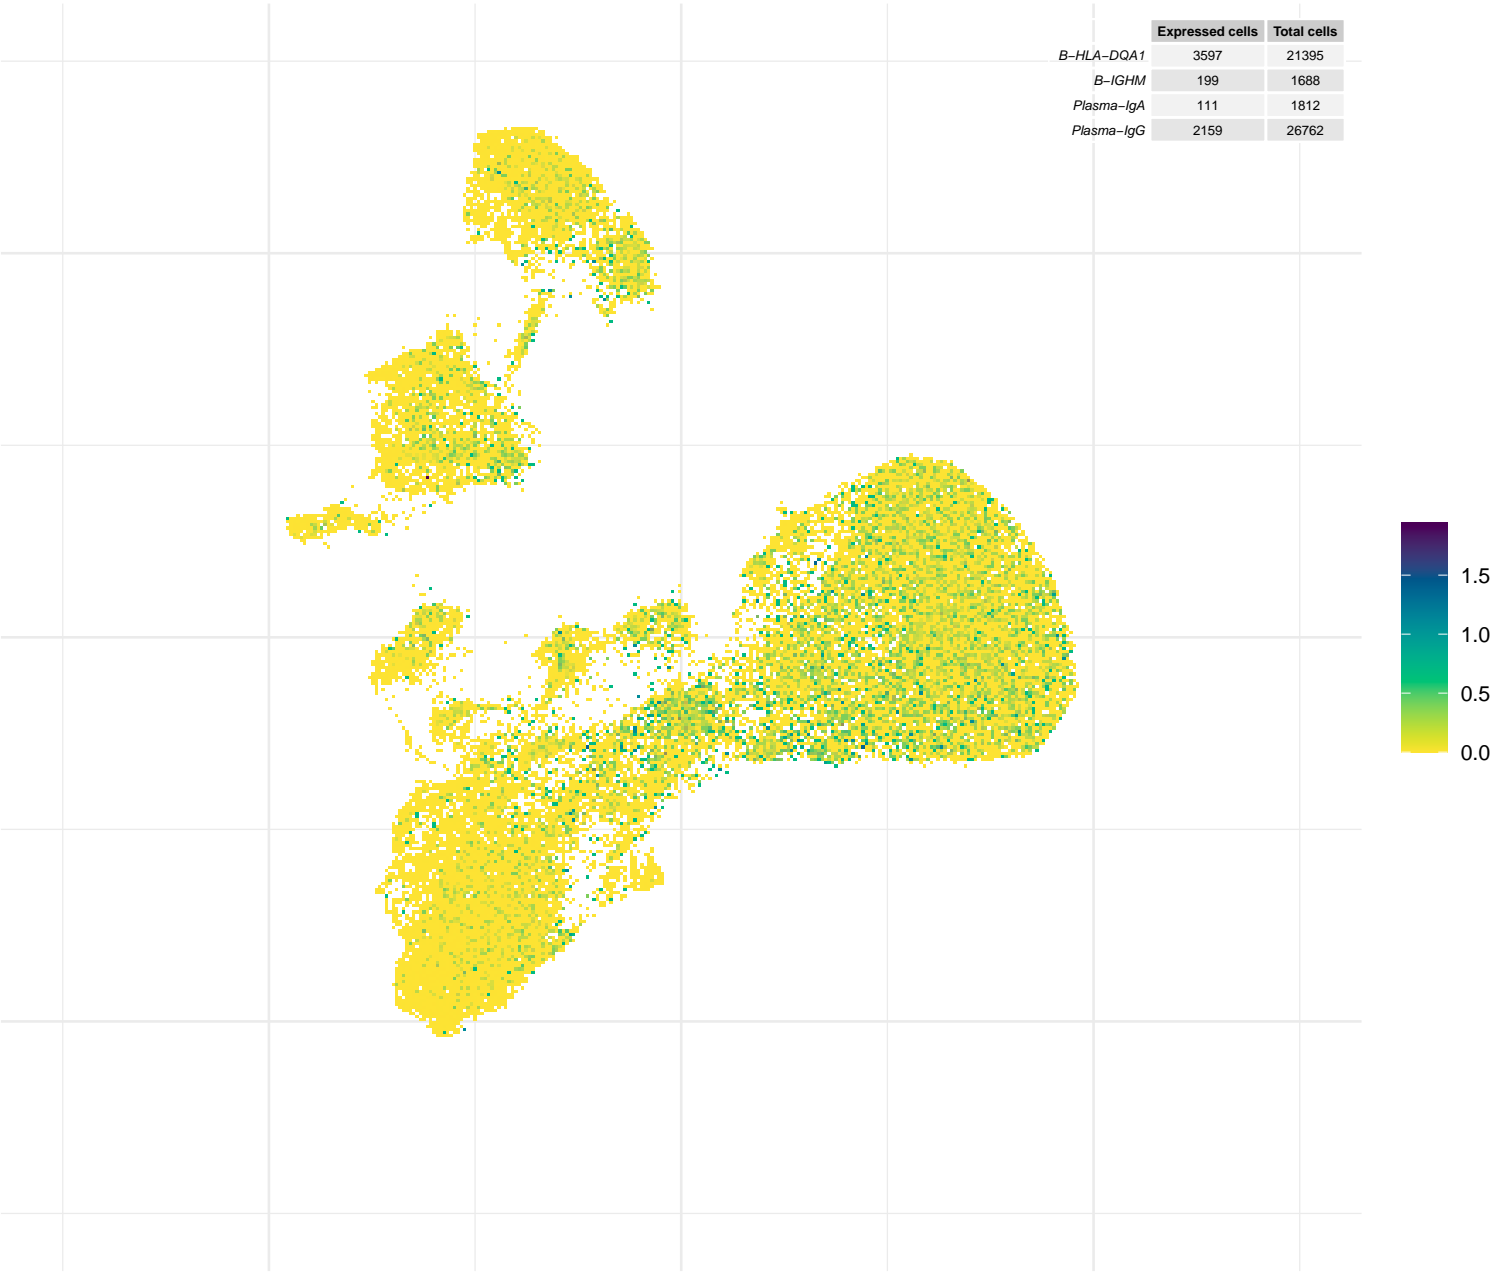 Expressed cells Total cells
B−HLA−DQA1 3597 21395
B−IGHM 199 1688
Plasma−IgA 111 1812
Plasma−IgG 2159 26762
1.5
1.0
0.5
0.0